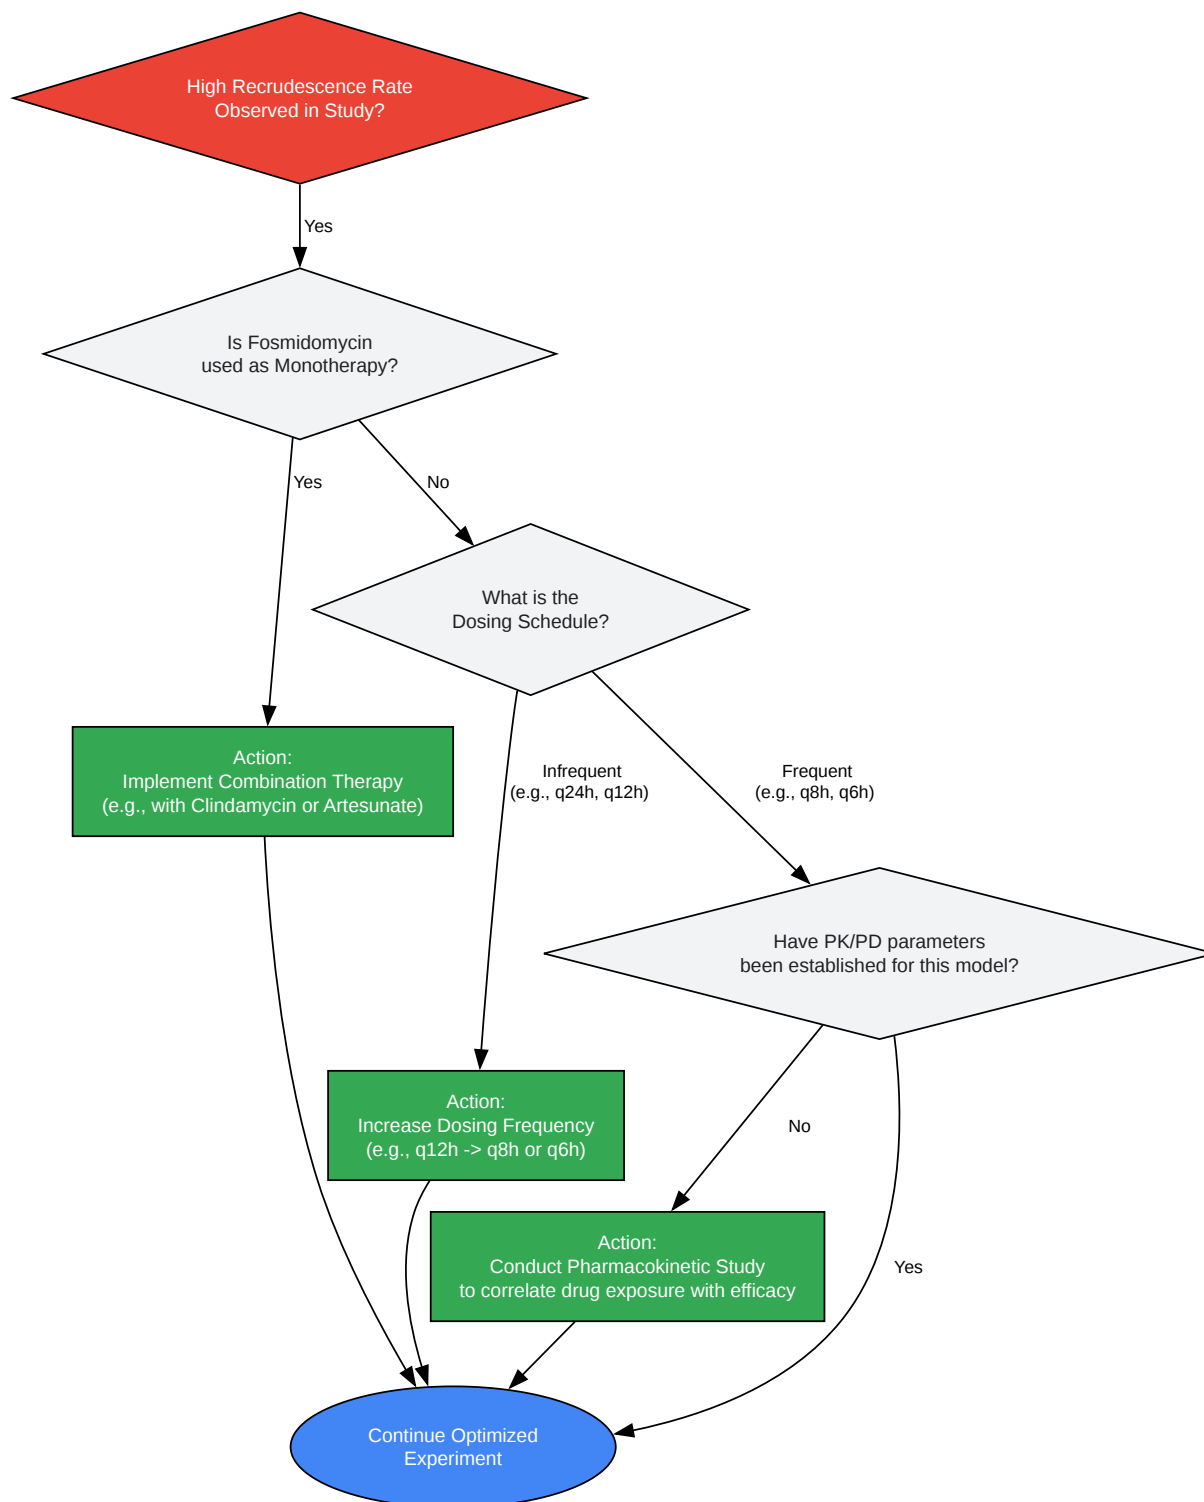 High Recrudescence Rate
Observed in Study?
Yes
Is Fosmidomycin
used as Monotherapy?
Yes
No
What is the
Dosing Schedule?
Action:
Implement Combination Therapy
(e.g., with Clindamycin or Artesunate)
Infrequent
(e.g., q24h, q12h)
Frequent
(e.g., q8h, q6h)
Have PK/PD parameters
been established for this model?
Action:
Increase Dosing Frequency
(e.g., q12h -> q8h or q6h)
No
Action:
Conduct Pharmacokinetic Study
to correlate drug exposure with efficacy
Yes
Continue Optimized
Experiment